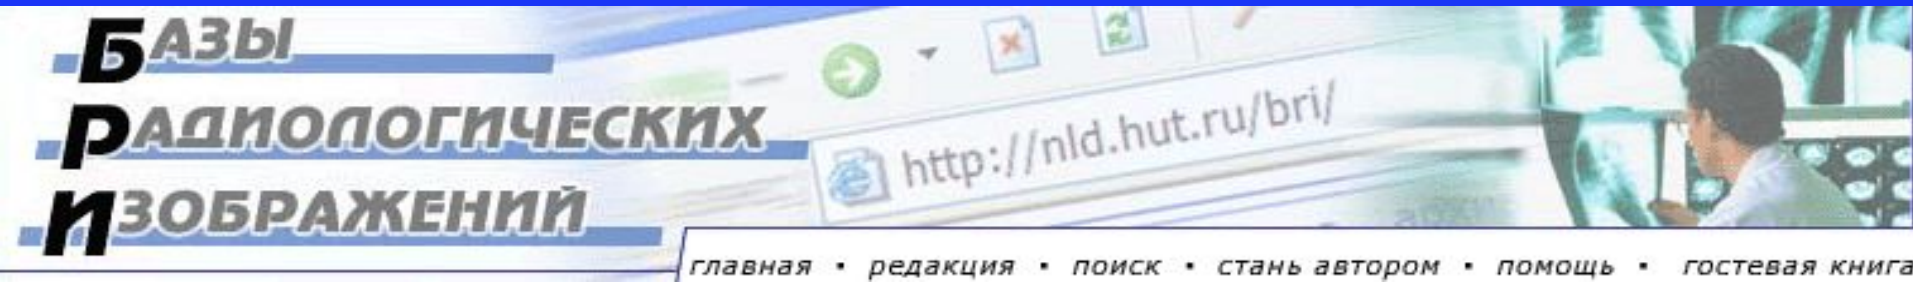 БАЗЫ
РАДИОЛОГИЧЕСКИХ
ИЗОБРАЖЕНИЙ
http://nld.hut.ru/bri/
главная · редакция · поиск · стань автором · помощь · гостевая книга